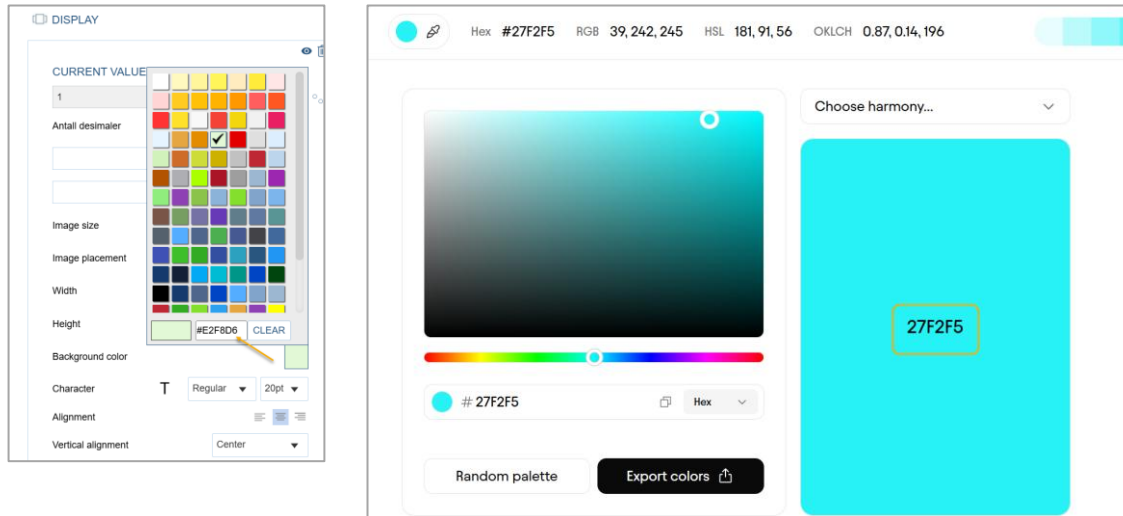 DISPLAY
CURRENT VALUE
1
Antall desimaler
Image size
Image placement
Width
Height
#E2F8D6 CLEAR
Background color
Character T Regular 20pt
Alignment
Vertical alignment Center
Hex #27F2F5 RGB 39, 242, 245 HSL 181, 91, 56 OKLCH 0.87, 0.14, 196
Choose harmony...
27F2F5
# 27F2F5 Hex
Random palette Export colors